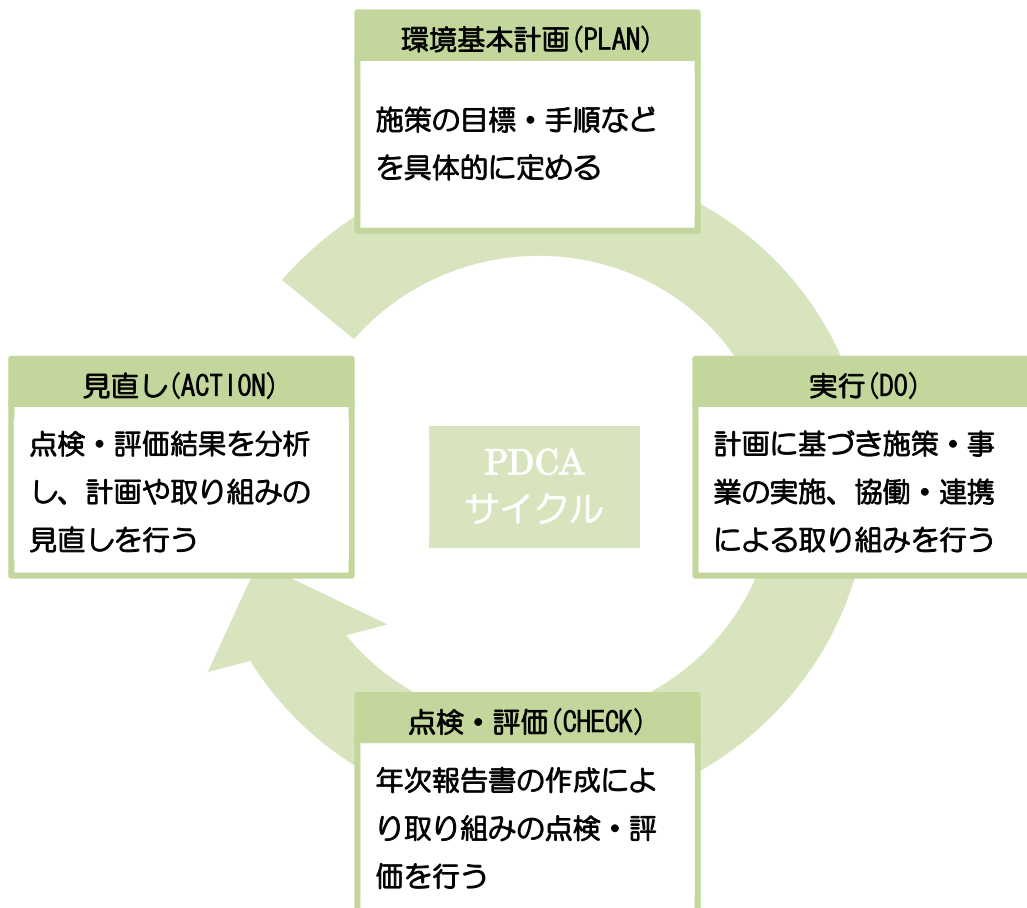 環境基本計画(PLAN)
施策の目標・手順など
を具体的に定める
見直し(ACTION)
点検・評価結果を分析
し、計画や取り組みの
見直しを行う
PDCA
サイクル
実行(DO)
計画に基づき施策・事
業の実施、協働・連携
による取り組みを行う
点検・評価(CHECK)
年次報告書の作成によ
り取り組みの点検・評
価を行う